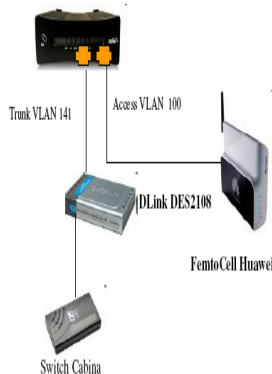 Trunk VLAN 141
Access VLAN 100
DLink DES2108
FemtoCell Huawei
Switch Cabina